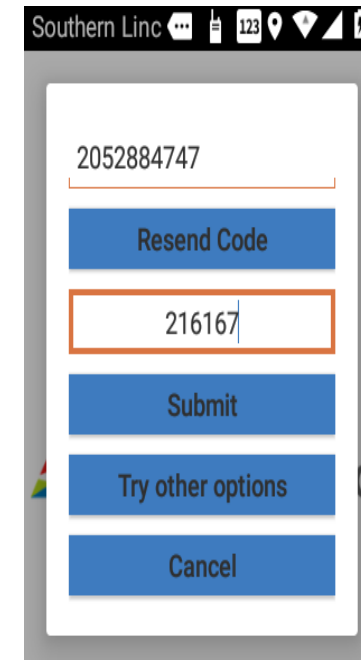 Southern Linc 123
2052884747
Resend Code
216167
Submit
Try other options
Cancel